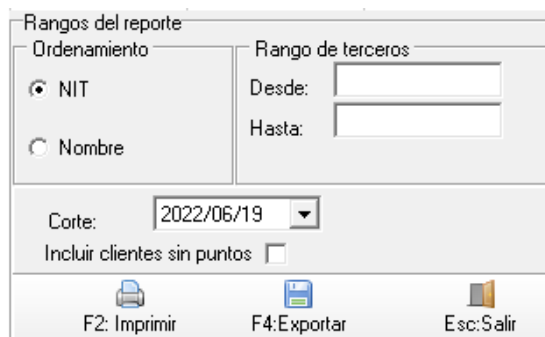 Rangos del reporte
Ordenamiento
NIT
Nombre
Rango de terceros
Desde:
Hasta:
Corte: 2022/06/19
Incluir clientes sin puntos
F2: Imprimir F4:Exportar Esc:Salir